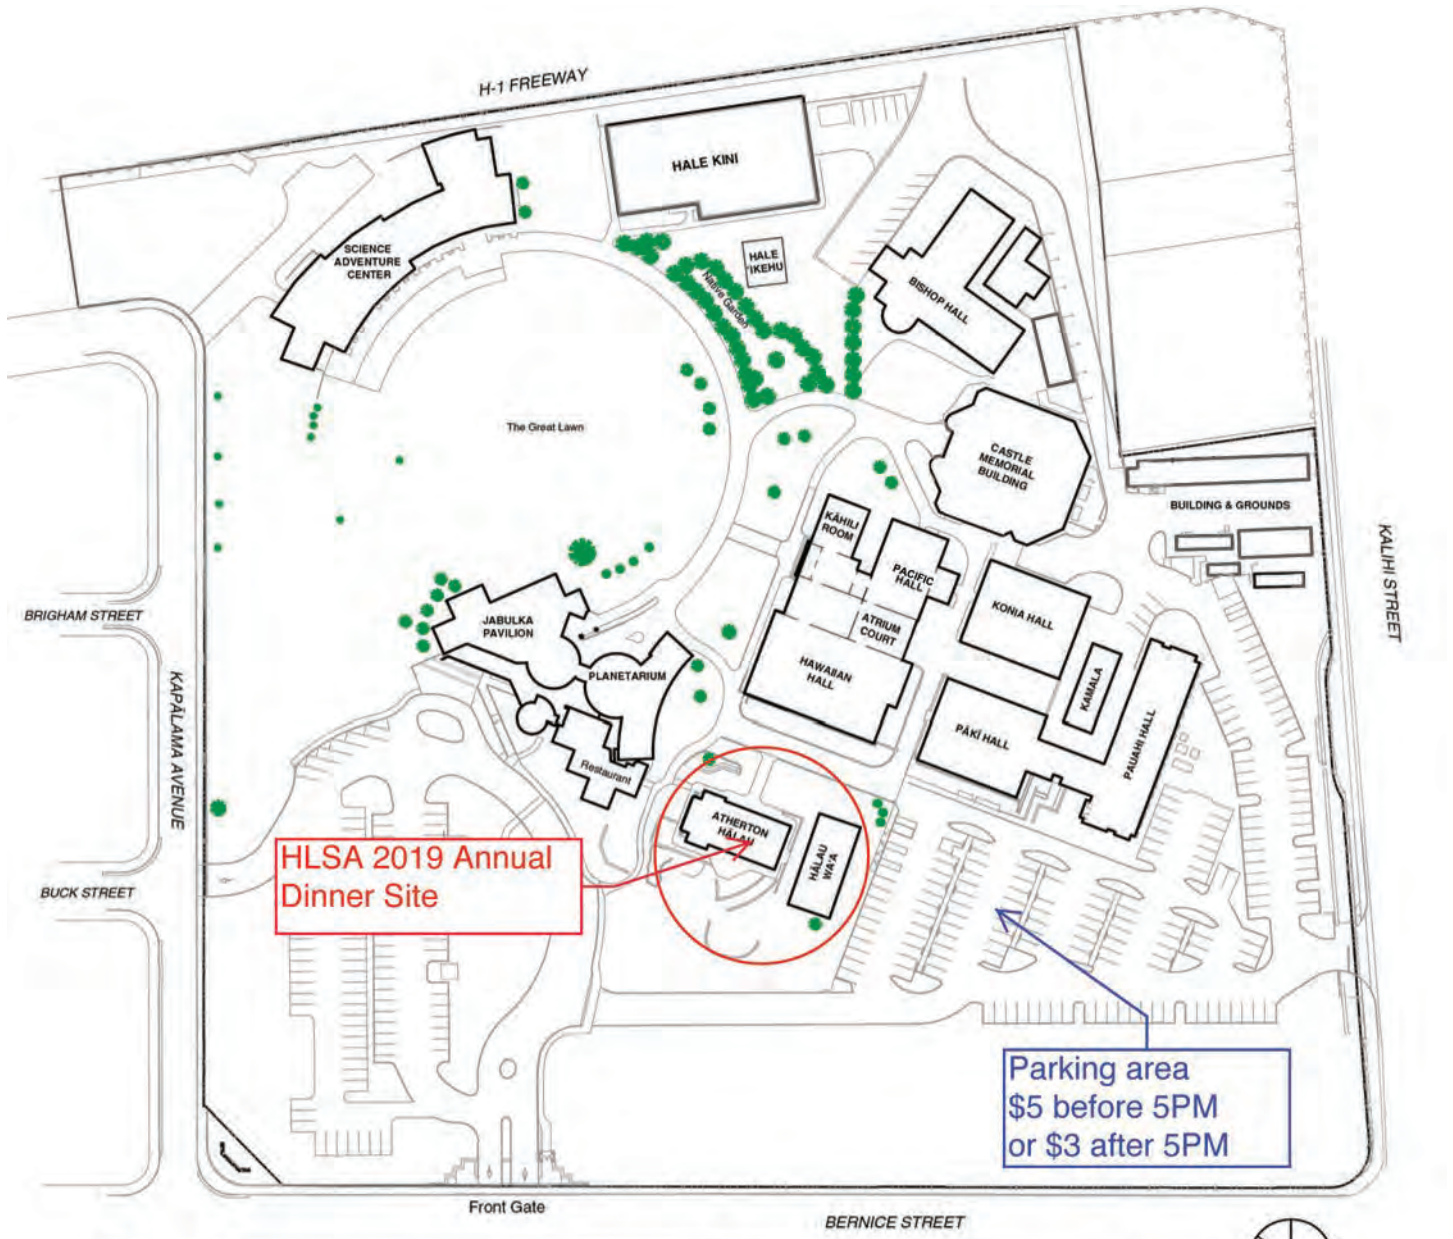 H-1 FREEWAY
HALE KINI
SCIENCE
ADVENTURE
CENTER
HALE
'IKEHU
Native Garden
BISHOP HALL
The Great Lawn
CASTLE
MEMORIAL
BUILDING
BUILDING & GROUNDS
KĀHILI
ROOM
PACIFIC
HALL
KALIHI STREET
BRIGHAM STREET
JABULKA
PAVILION
ATRIUM
COURT
KONIA HALL
PLANETARIUM
HAWAIIAN
HALL
KAMALA
KAPĀLAMA AVENUE
PĀKĪ HALL
PAUAHI HALL
Restaurant
ATHERTON
HĀLAU
HĀLAU
WA'A
HLSA 2019 Annual
Dinner Site
BUCK STREET
Parking area
$5 before 5PM
or $3 after 5PM
Front Gate
BERNICE STREET